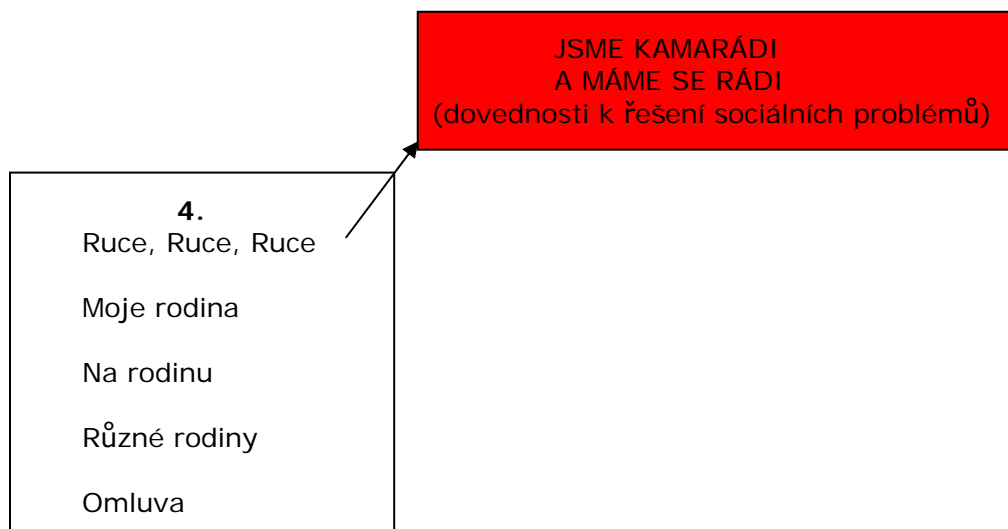 JSME KAMARÁDI
A MÁME SE RÁDI
(dovednosti k řešení sociálních problémů)
4.
Ruce, Ruce, Ruce
Moje rodina
Na rodinu
Různé rodiny
Omluva